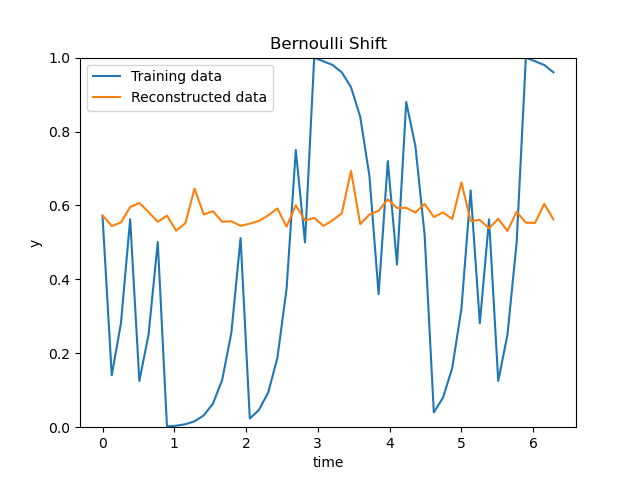 Bernoulli Shift
Training data
Reconstructed data
1.0
0.8
0.6
0.4
0.2
0.0
y
0 1 2 3 4 5 6
time